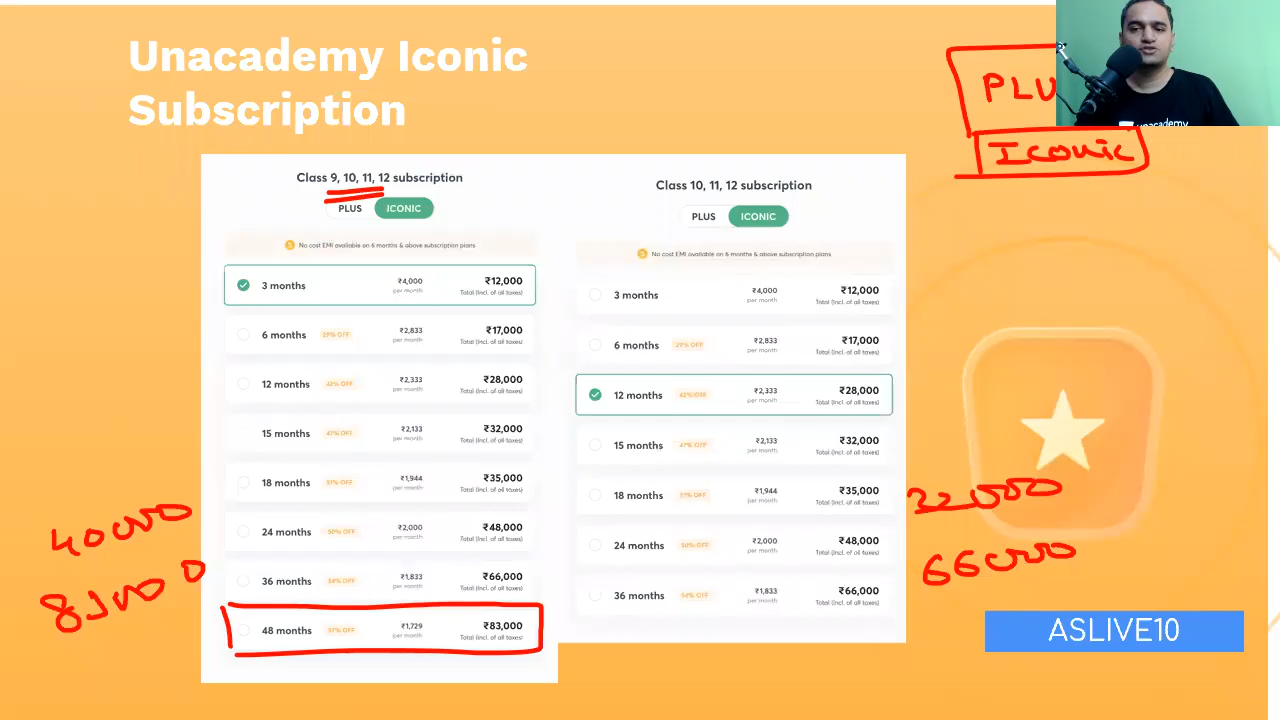 Unacademy Iconic
Subscription
PLU
Iconic
unacademy
Class 9, 10, 11, 12 subscription
PLUS ICONIC
No cost EMI available on 6 months & above subscription plans
3 months ₹4,000 per month ₹12,000 Total (Incl. of all taxes)
6 months 29% OFF ₹2,833 per month ₹17,000 Total (Incl. of all taxes)
12 months 42% OFF ₹2,333 per month ₹28,000 Total (Incl. of all taxes)
15 months 47% OFF ₹2,133 per month ₹32,000 Total (Incl. of all taxes)
18 months 51% OFF ₹1,944 per month ₹35,000 Total (Incl. of all taxes)
24 months 50% OFF ₹2,000 per month ₹48,000 Total (Incl. of all taxes)
36 months 54% OFF ₹1,833 per month ₹66,000 Total (Incl. of all taxes)
48 months 57% OFF ₹1,729 per month ₹83,000 Total (Incl. of all taxes)
Class 10, 11, 12 subscription
PLUS ICONIC
No cost EMI available on 6 months & above subscription plans
3 months ₹4,000 per month ₹12,000 Total (Incl. of all taxes)
6 months 29% OFF ₹2,833 per month ₹17,000 Total (Incl. of all taxes)
12 months 42% OFF ₹2,333 per month ₹28,000 Total (Incl. of all taxes)
15 months 47% OFF ₹2,133 per month ₹32,000 Total (Incl. of all taxes)
18 months 51% OFF ₹1,944 per month ₹35,000 Total (Incl. of all taxes)
24 months 50% OFF ₹2,000 per month ₹48,000 Total (Incl. of all taxes)
36 months 54% OFF ₹1,833 per month ₹66,000 Total (Incl. of all taxes)
40000
66000
ASLIVE10